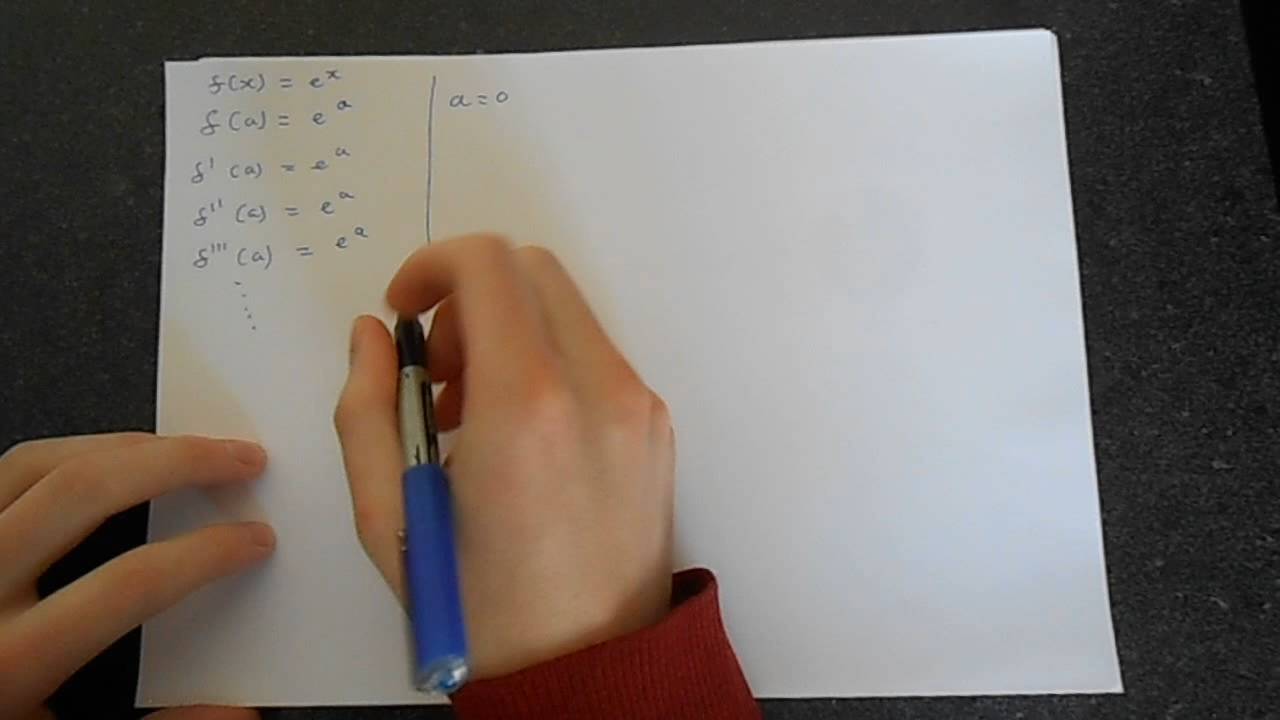 f(x) = e^x
f(a) = e^a
f'(a) = e^a
f''(a) = e^a
f'''(a) = e^a
.....
a = 0